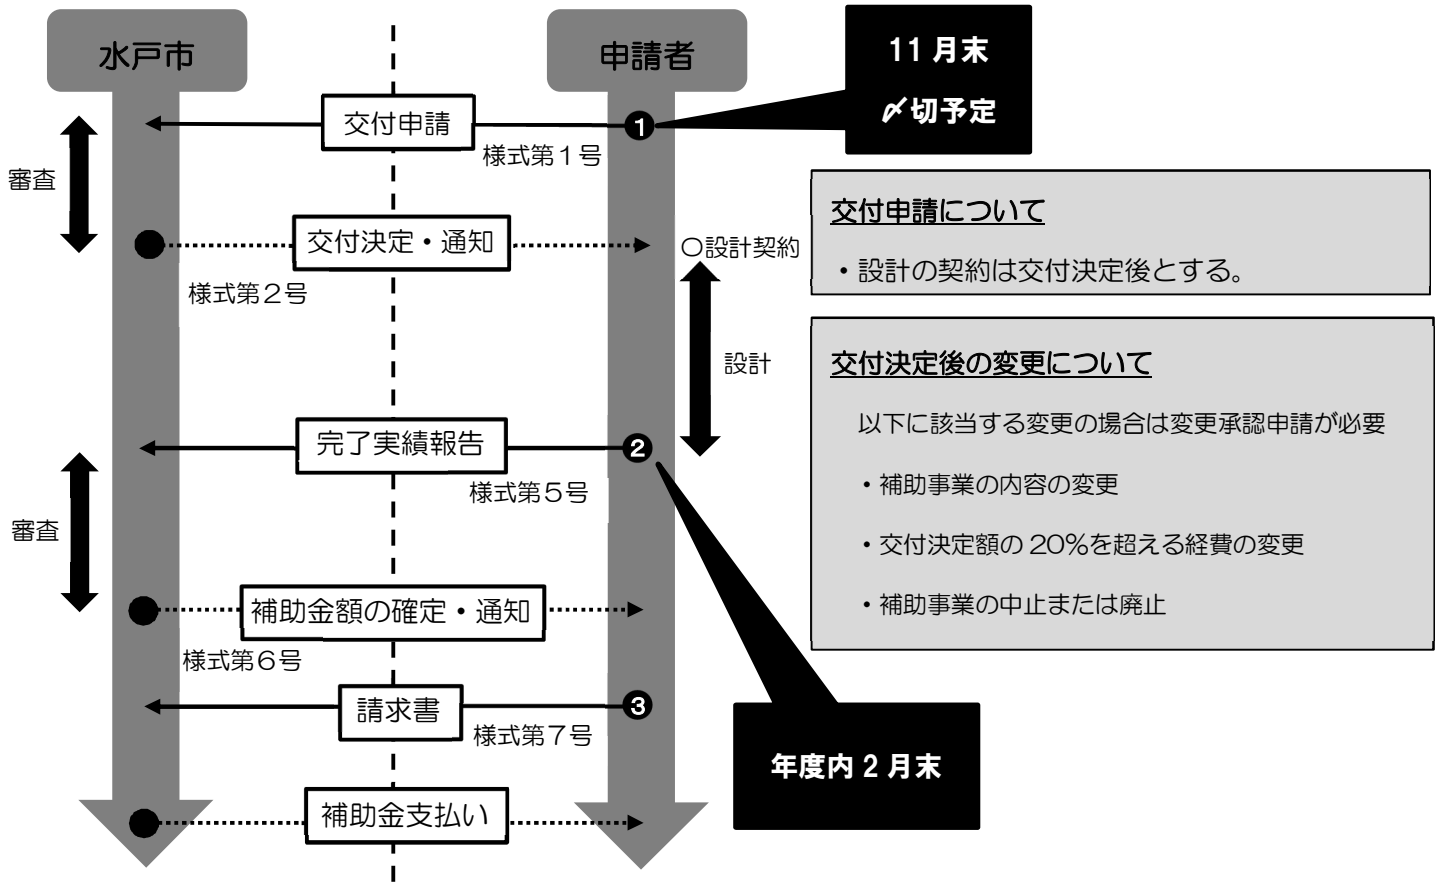 水戸市
申請者
11月末
〆切予定
交付申請
❶
様式第１号
審査
交付決定・通知
様式第２号
〇設計契約
設計
交付申請について
・設計の契約は交付決定後とする。
交付決定後の変更について
以下に該当する変更の場合は変更承認申請が必要
・補助事業の内容の変更
・交付決定額の20％を超える経費の変更
・補助事業の中止または廃止
完了実績報告
❷
様式第５号
審査
補助金額の確定・通知
様式第６号
請求書
❸
様式第７号
年度内２月末
補助金支払い